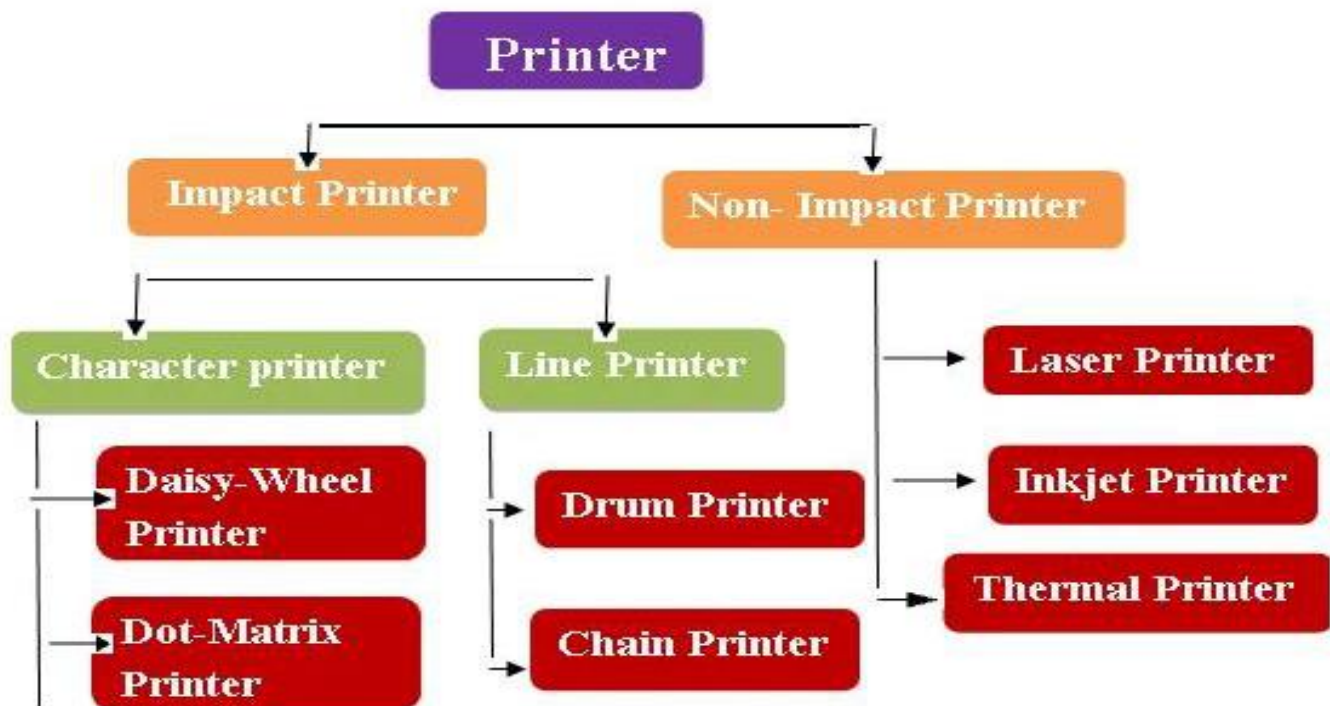 Printer
Impact Printer
Non- Impact Printer
Character printer
Line Printer
Laser Printer
Daisy-Wheel
Printer
Drum Printer
Inkjet Printer
Thermal Printer
Dot-Matrix
Printer
Chain Printer